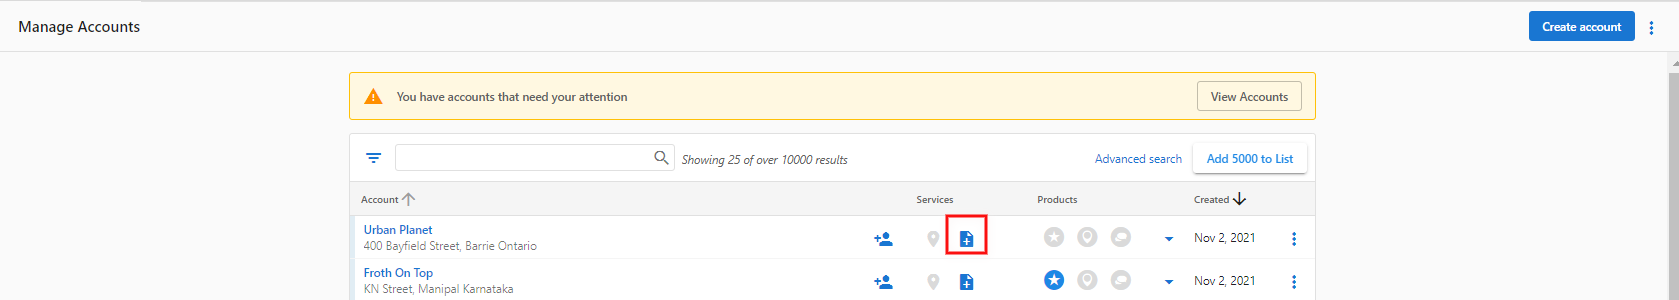 Manage Accounts
Create account
You have accounts that need your attention
View Accounts
Showing 25 of over 10000 results
Advanced search
Add 5000 to List
Account Services Products Created
Urban Planet
400 Bayfield Street, Barrie Ontario
Nov 2, 2021
Froth On Top
KN Street, Manipal Karnataka
Nov 2, 2021